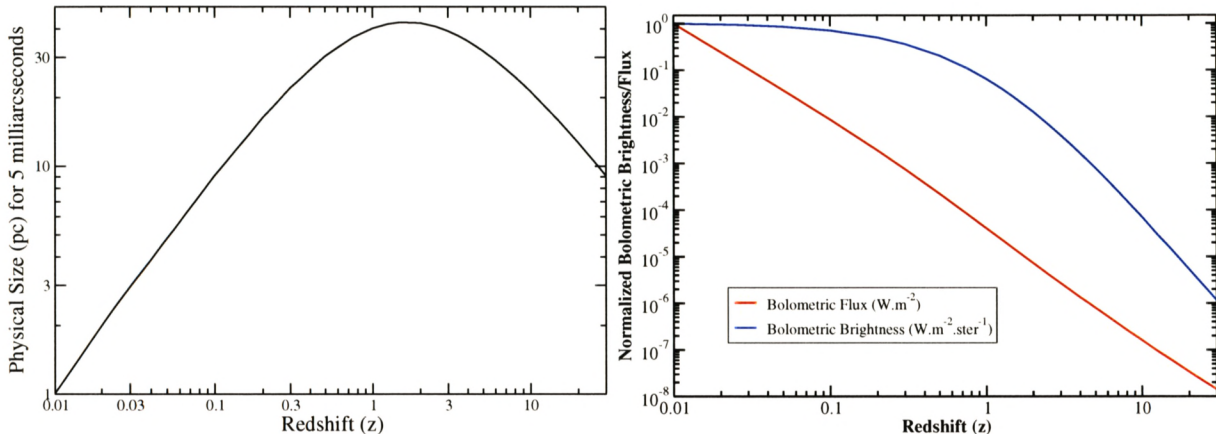 Physical Size (pc) for 5 milliarcseconds
30
10
3
1
0.01 0.03 0.1 0.3 1 3 10
Redshift (z)
Normalized Bolometric Brightness/Flux
10^0
10^-1
10^-2
10^-3
10^-4
10^-5
10^-6
10^-7
10^-8
Bolometric Flux (W.m^-2)
Bolometric Brightness (W.m^-2.ster^-1)
0.01 0.1 1 10
Redshift (z)